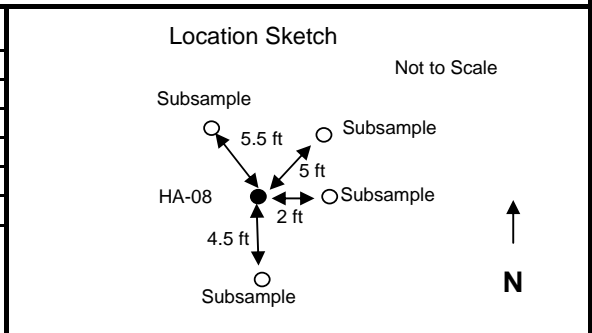 Location Sketch
Not to Scale
Subsample
5.5 ft
Subsample
5 ft
HA-08
Subsample
2 ft
4.5 ft
N
Subsample